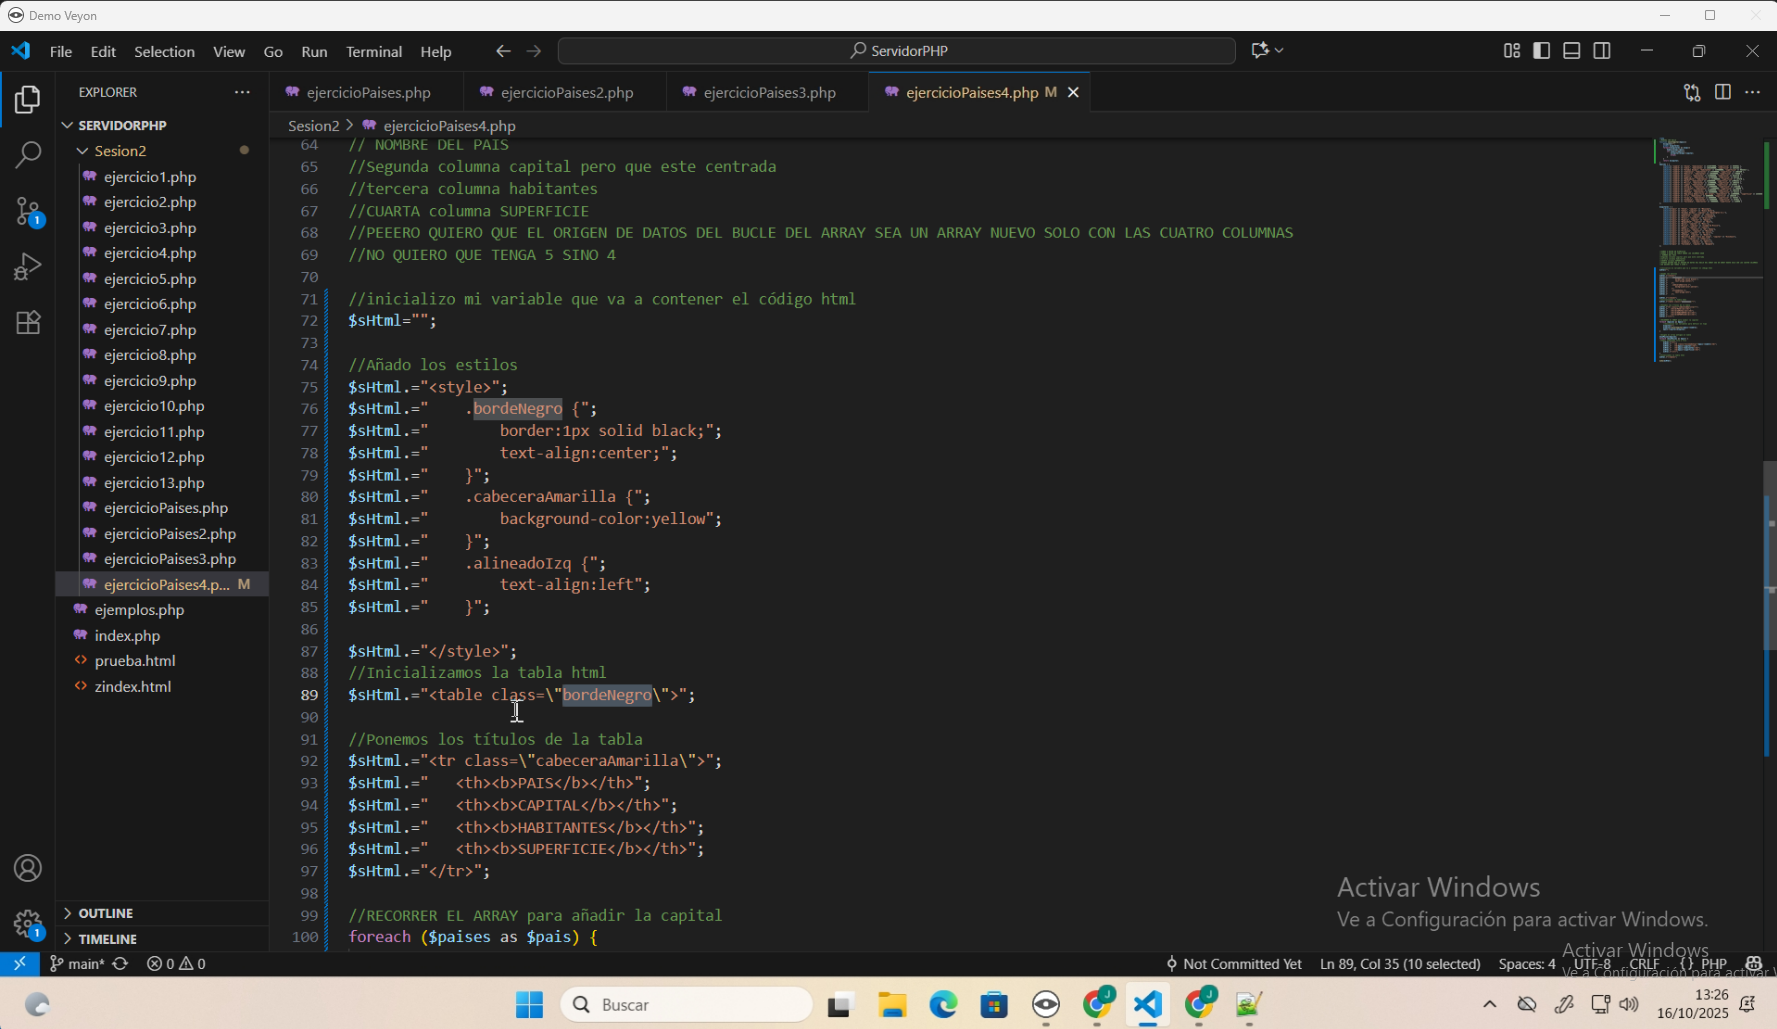 Demo Veyon
File Edit Selection View Go Run Terminal Help
ServidorPHP
EXPLORER
ejercicioPaises.php
ejercicioPaises2.php
ejercicioPaises3.php
ejercicioPaises4.php M
SERVIDORPHP
Sesion2
ejercicio1.php
ejercicio2.php
ejercicio3.php
ejercicio4.php
ejercicio5.php
ejercicio6.php
ejercicio7.php
ejercicio8.php
ejercicio9.php
ejercicio10.php
ejercicio11.php
ejercicio12.php
ejercicio13.php
ejercicioPaises.php
ejercicioPaises2.php
ejercicioPaises3.php
ejercicioPaises4.p... M
ejemplos.php
index.php
prueba.html
zindex.html
OUTLINE
TIMELINE
1
1
Sesion2 > ejercicioPaises4.php
64 // NOMBRE DEL PAIS
65 //Segunda columna capital pero que este centrada
66 //tercera columna habitantes
67 //CUARTA columna SUPERFICIE
68 //PEEERO QUIERO QUE EL ORIGEN DE DATOS DEL BUCLE DEL ARRAY SEA UN ARRAY NUEVO SOLO CON LAS CUATRO COLUMNAS
69 //NO QUIERO QUE TENGA 5 SINO 4
70
71 //inicializo mi variable que va a contener el código html
72 $sHtml="";
73
74 //Añado los estilos
75 $sHtml.="<style>";
76 $sHtml.="    .bordeNegro {";
77 $sHtml.="        border:1px solid black;";
78 $sHtml.="        text-align:center;";
79 $sHtml.="    }";
80 $sHtml.="    .cabeceraAmarilla {";
81 $sHtml.="        background-color:yellow";
82 $sHtml.="    }";
83 $sHtml.="    .alineadoIzq {";
84 $sHtml.="        text-align:left";
85 $sHtml.="    }";
86
87 $sHtml.="</style>";
88 //Inicializamos la tabla html
89 $sHtml.="<table class=\"bordeNegro\">";
90
91 //Ponemos los títulos de la tabla
92 $sHtml.="<tr class=\"cabeceraAmarilla\">";
93 $sHtml.="   <th><b>PAIS</b></th>";
94 $sHtml.="   <th><b>CAPITAL</b></th>";
95 $sHtml.="   <th><b>HABITANTES</b></th>";
96 $sHtml.="   <th><b>SUPERFICIE</b></th>";
97 $sHtml.="</tr>";
98
99 //RECORRER EL ARRAY para añadir la capital
100 foreach ($paises as $pais) {
Activar Windows
Ve a Configuración para activar Windows.
Activar Windows
Ve a Configuración para activar
main* 0 0
Not Committed Yet Ln 89, Col 35 (10 selected) Spaces: 4 UTF-8 CRLF {} PHP
Buscar
13:26
16/10/2025